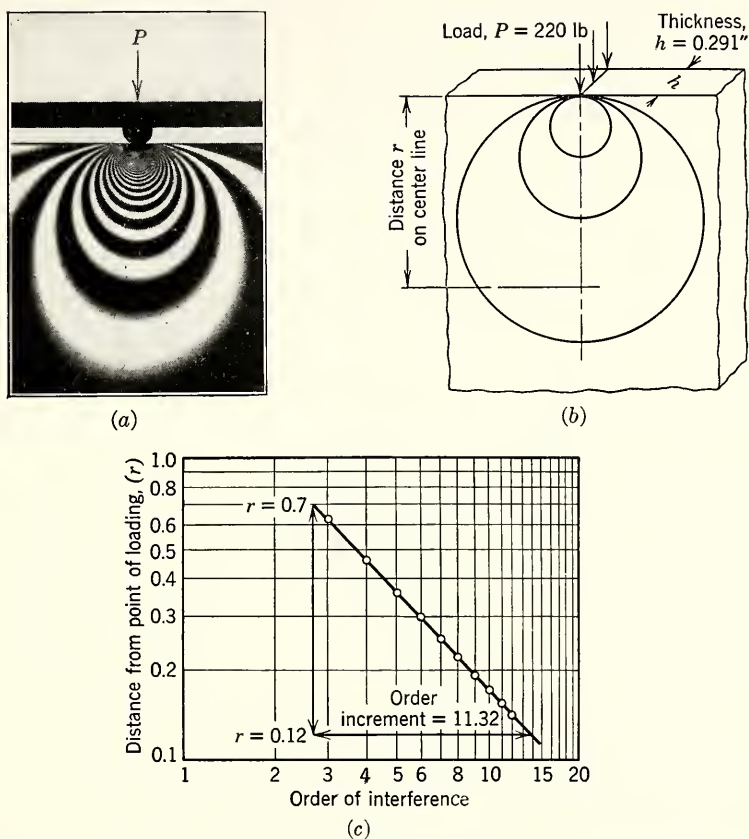 P
(a)
Load, P = 220 lb
Thickness,
h = 0.291"
h
Distance r
on center line
(b)
Distance from point of loading, (r)
1.0
0.8
0.7
0.6
0.5
0.4
0.3
0.2
0.1
r = 0.7
r = 0.12
Order
increment = 11.32
1 2 3 4 5 6 8 10 15 20
Order of interference
(c)